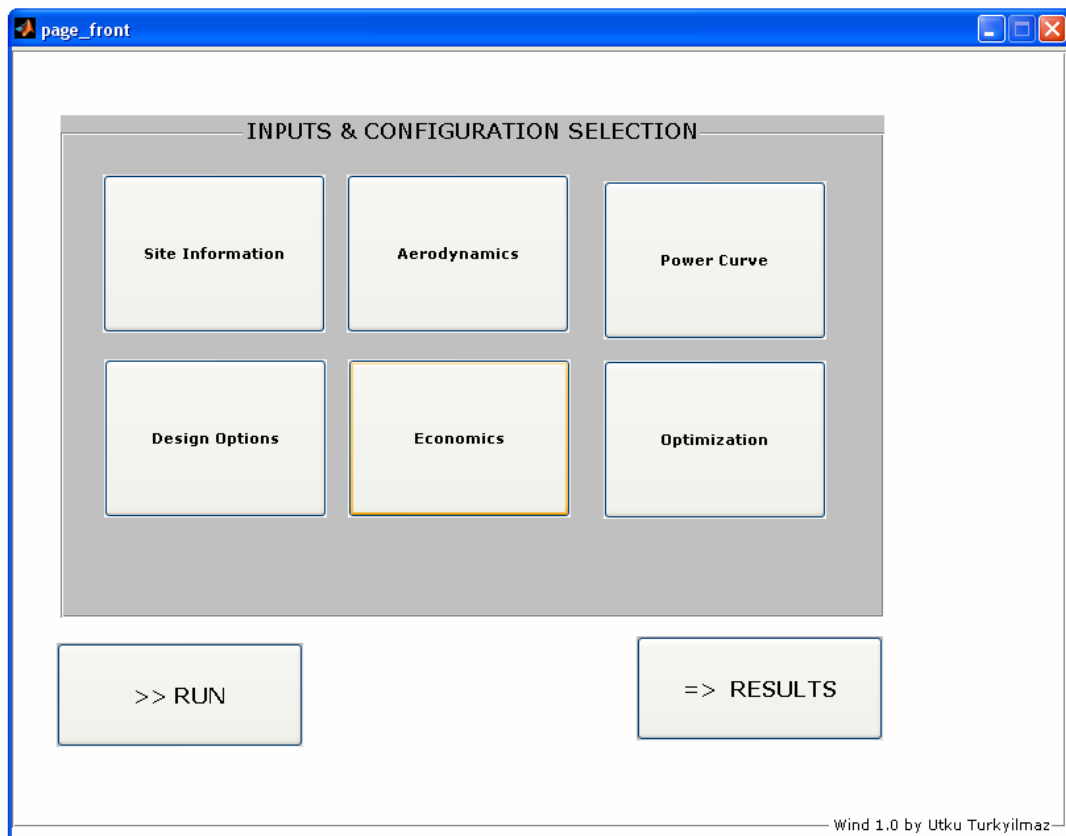 page_front
INPUTS & CONFIGURATION SELECTION
Site Information
Aerodynamics
Power Curve
Design Options
Economics
Optimization
>> RUN
=> RESULTS
Wind 1.0 by Utku Turkyilmaz